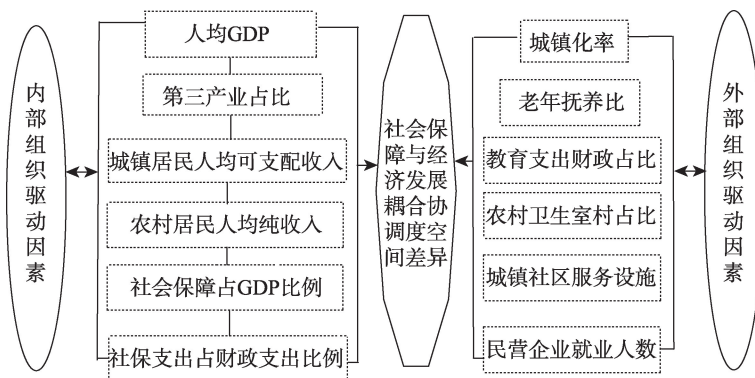 内部组织驱动因素
人均GDP
第三产业占比
城镇居民人均可支配收入
农村居民人均纯收入
社会保障占GDP比例
社保支出占财政支出比例
社会保
障与经
济发展
耦合协
调度空
间差异
城镇化率
老年抚养比
教育支出财政占比
农村卫生室村占比
城镇社区服务设施
民营企业就业人数
外部组织驱动因素